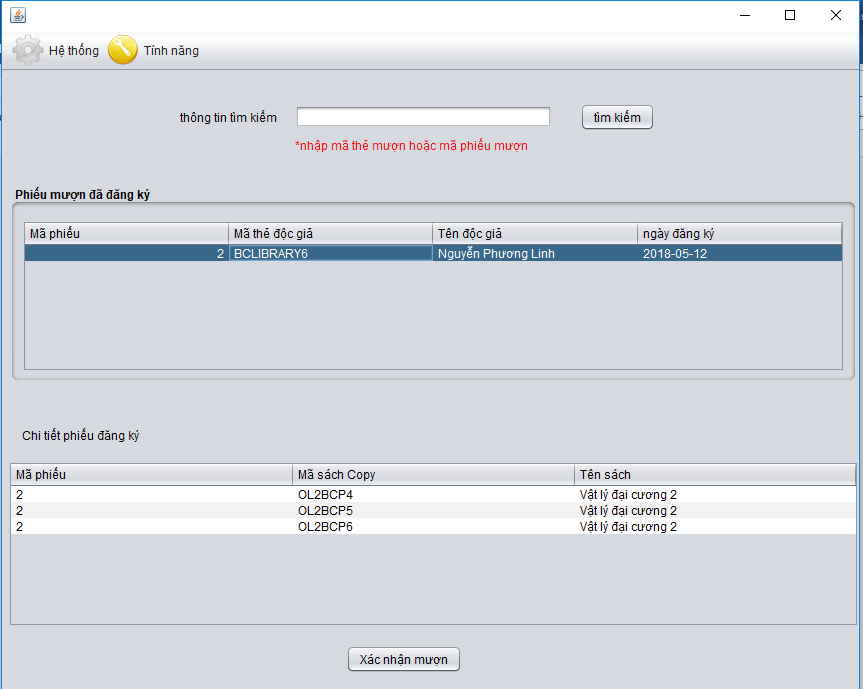 Hệ thống Tính năng
thông tin tìm kiếm tìm kiếm
*nhập mã thẻ mượn hoặc mã phiếu mượn
Phiếu mượn đã đăng ký
Mã phiếu Mã thẻ độc giả Tên độc giả ngày đăng ký
2 BCLIBRARY6 Nguyễn Phương Linh 2018-05-12
Chi tiết phiếu đăng ký
Mã phiếu Mã sách Copy Tên sách
2 OL2BCP4 Vật lý đại cương 2
2 OL2BCP5 Vật lý đại cương 2
2 OL2BCP6 Vật lý đại cương 2
Xác nhận mượn